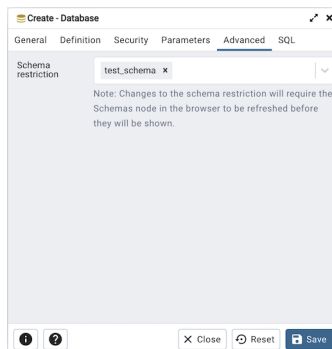 Create - Database
General Definition Security Parameters Advanced SQL
Schema restriction
test_schema ×
Note: Changes to the schema restriction will require the
Schemas node in the browser to be refreshed before
they will be shown.
Close Reset Save